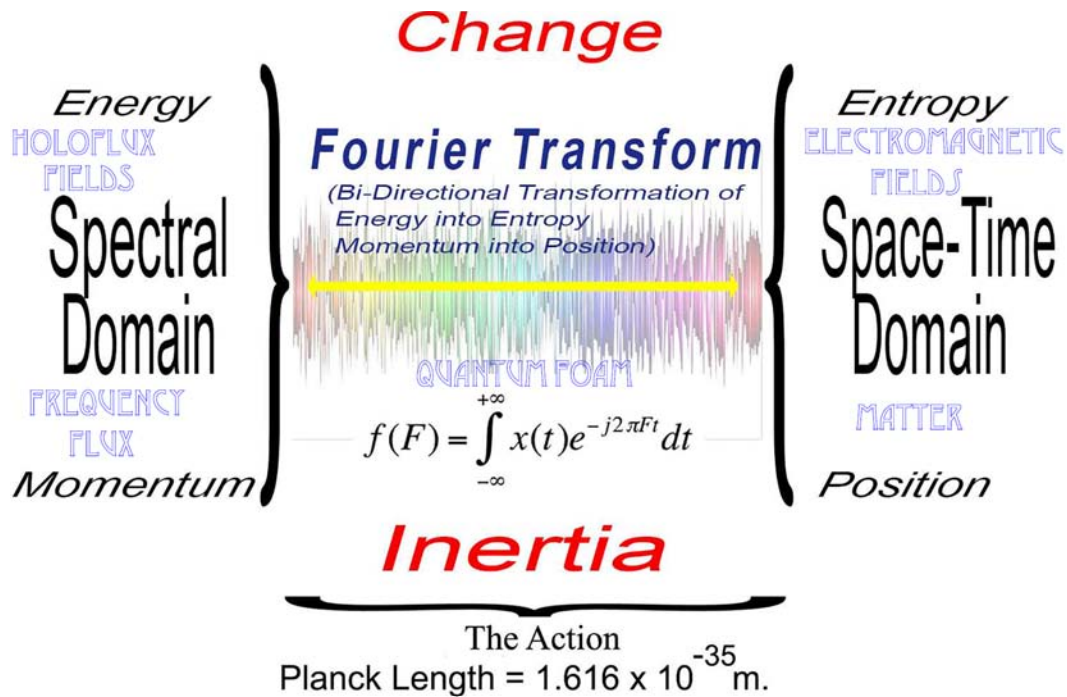 Change
Energy
HOLOFLUX
FIELDS
Spectral
Domain
FREQUENCY
FLUX
Momentum
Fourier Transform
(Bi-Directional Transformation of
Energy into Entropy
Momentum into Position)
QUANTUM FOAM
f(F) = ∫_{-∞}^{+∞} x(t)e^{-j2πFt} dt
Entropy
ELECTROMAGNETIC
FIELDS
Space-Time
Domain
MATTER
Position
Inertia
The Action
Planck Length = 1.616 x 10^{-35} m.